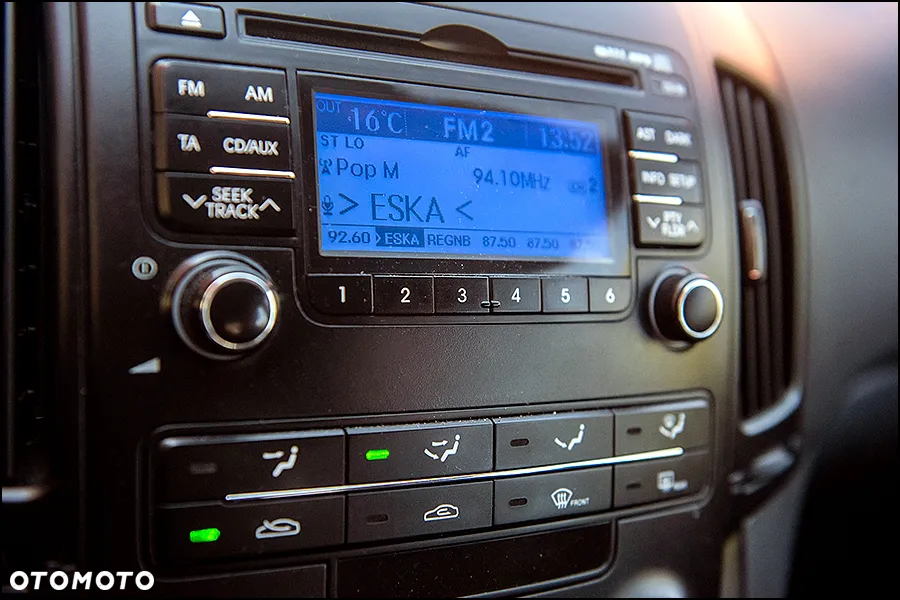 FM AM
TA CD/AUX
SEEK
TRACK
OUT 16°C FM2 13:52
ST LO AF
Pop M 94.10MHz 2
> ESKA <
92.60 ESKA REGNB 87.50 87.50
AST DARK
INFO SETUP
PTY
FLDR
1 2 3 4 5 6
FRONT
OTOMOTO